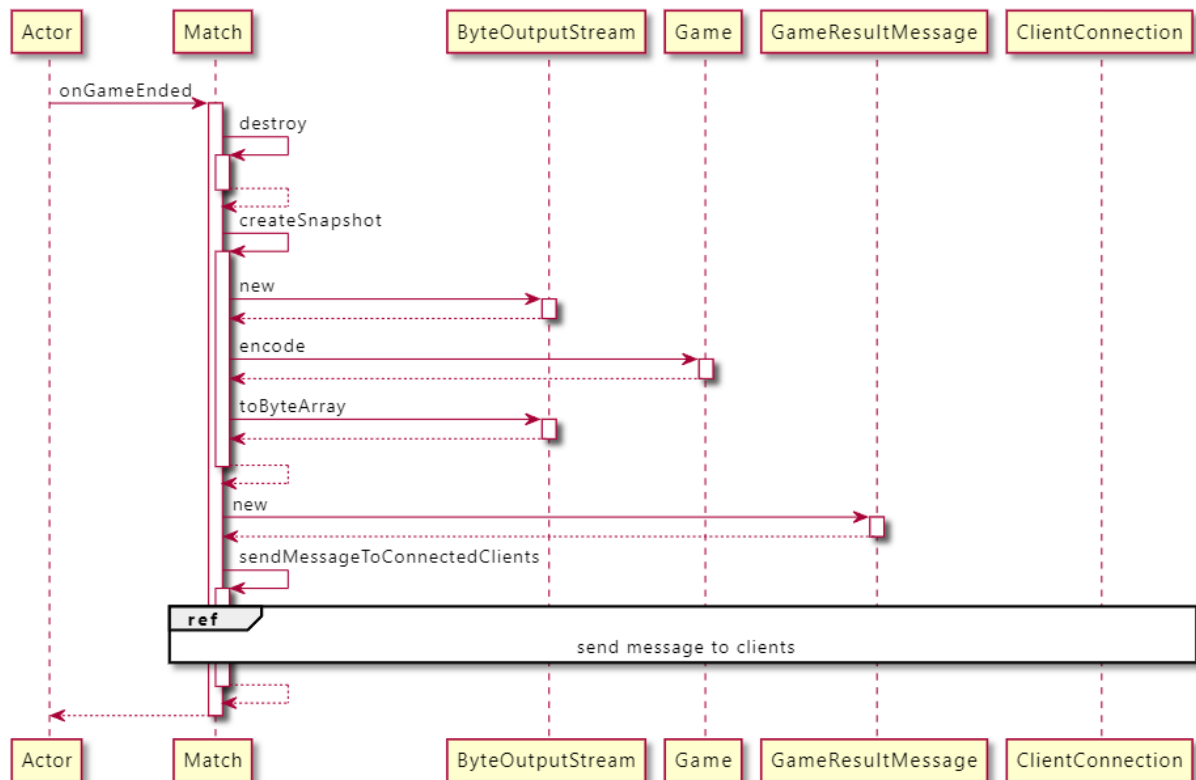 Actor Match ByteOutputStream Game GameResultMessage ClientConnection
onGameEnded
destroy
createSnapshot
new
encode
toByteArray
new
sendMessageToConnectedClients
ref
send message to clients
Actor Match ByteOutputStream Game GameResultMessage ClientConnection